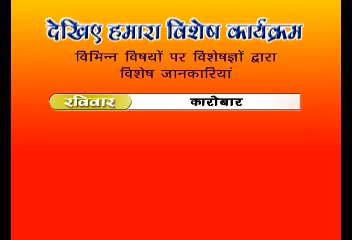 देखिए हमारा विशेष कार्यक्रम
विभिन्न विषयों पर विशेषज्ञों द्वारा
विशेष जानकारियां
रविवार कारोबार